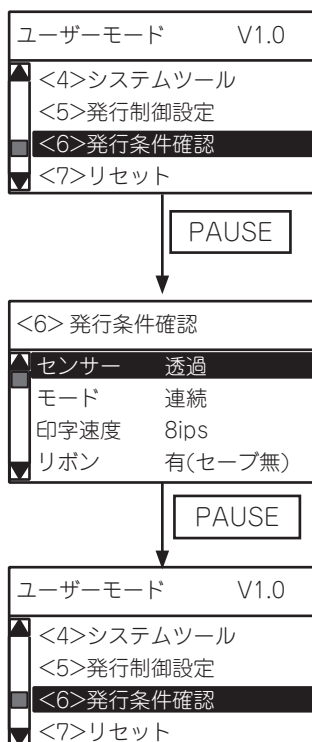 ユーザーモード V1.0
<4>システムツール
<5>発行制御設定
<6>発行条件確認
<7>リセット
PAUSE
<6> 発行条件確認
センサー 透過
モード 連続
印字速度 8ips
リボン 有(セーブ無)
PAUSE
ユーザーモード V1.0
<4>システムツール
<5>発行制御設定
<6>発行条件確認
<7>リセット